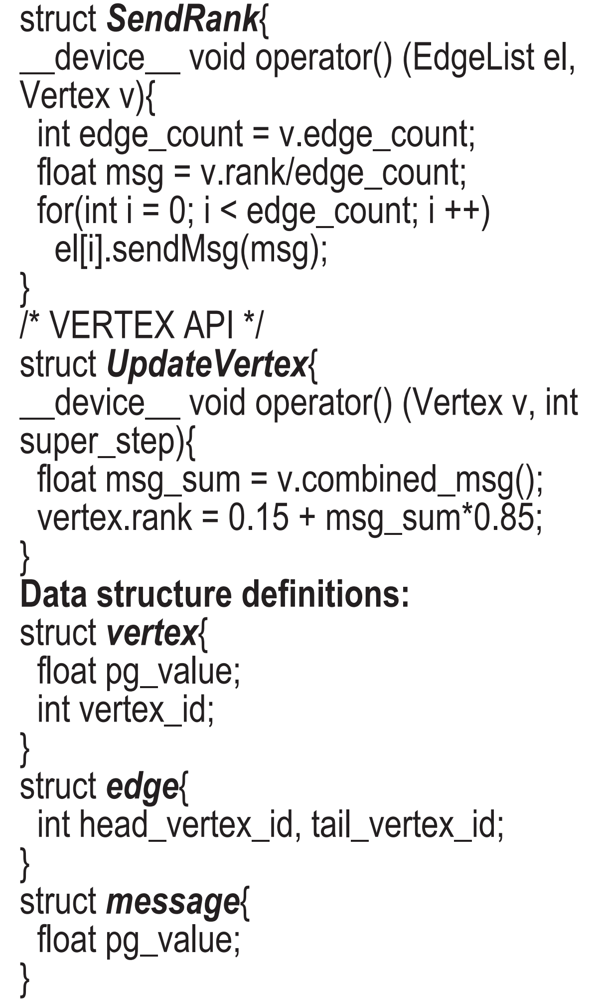 struct SendRank{
__device__ void operator() (EdgeList el,
Vertex v){
int edge_count = v.edge_count;
float msg = v.rank/edge_count;
for(int i = 0; i < edge_count; i ++)
el[i].sendMsg(msg);
}
/* VERTEX API */
struct UpdateVertex{
__device__ void operator() (Vertex v, int
super_step){
float msg_sum = v.combined_msg();
vertex.rank = 0.15 + msg_sum*0.85;
}
Data structure definitions:
struct vertex{
float pg_value;
int vertex_id;
}
struct edge{
int head_vertex_id, tail_vertex_id;
}
struct message{
float pg_value;
}